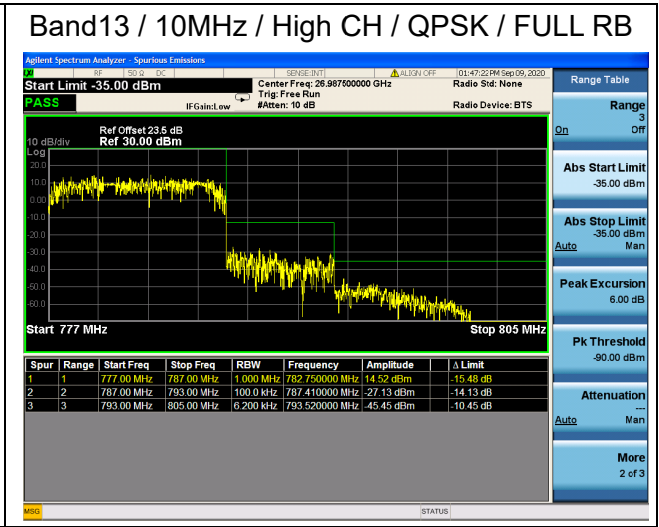 Band13 / 10MHz / High CH / QPSK / FULL RB
Agilent Spectrum Analyzer - Spurious Emissions
RF 50 Ω DC SENSE:INT ALIGN OFF 01:47:22PM Sep 09, 2020
Start Limit -35.00 dBm
Center Freq: 26.987500000 GHz
Radio Std: None
Trig: Free Run
PASS
IFGain:Low
#Atten: 10 dB
Radio Device: BTS
Ref Offset 23.5 dB
10 dB/div Ref 30.00 dBm
Log
20.0
10.0
0.00
-10.0
-20.0
-30.0
-40.0
-50.0
-60.0
Start 777 MHz Stop 805 MHz
Spur Range Start Freq Stop Freq RBW Frequency Amplitude Δ Limit
1 1 777.00 MHz 787.00 MHz 1.000 MHz 782.750000 MHz 14.52 dBm -15.48 dB
2 2 787.00 MHz 793.00 MHz 100.0 kHz 787.410000 MHz -27.13 dBm -14.13 dB
3 3 793.00 MHz 805.00 MHz 6.200 kHz 793.520000 MHz -45.45 dBm -10.45 dB
Range Table
Range
3
On Off
Abs Start Limit
-35.00 dBm
Abs Stop Limit
-35.00 dBm
Auto Man
Peak Excursion
6.00 dB
Pk Threshold
-90.00 dBm
Attenuation
---
Auto Man
More
2 of 3
MSG STATUS